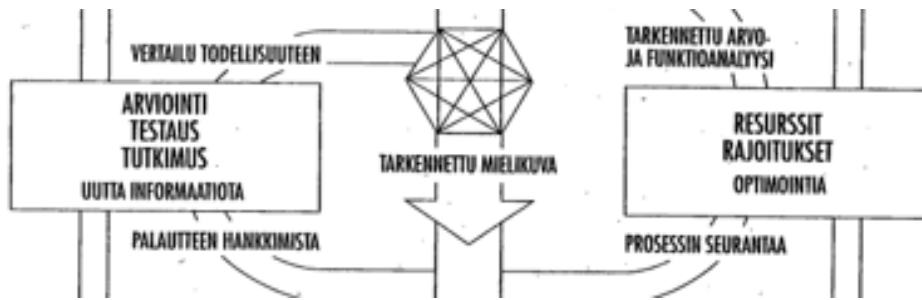 VERTAILU TODELLISUUTEEN
ARVIOINTI
TESTAUS
TUTKIMUS
UUTTA INFORMAATIOTA
PALAUTTEEN HANKKIMISTA
TARKENNETTU MIELIKUVA
TARKENNETTU ARVO-
JA FUNKTIOANALYYSI
RESURSSIT
RAJOITUKSET
OPTIMOINTIA
PROSESSIN SEURANTAA